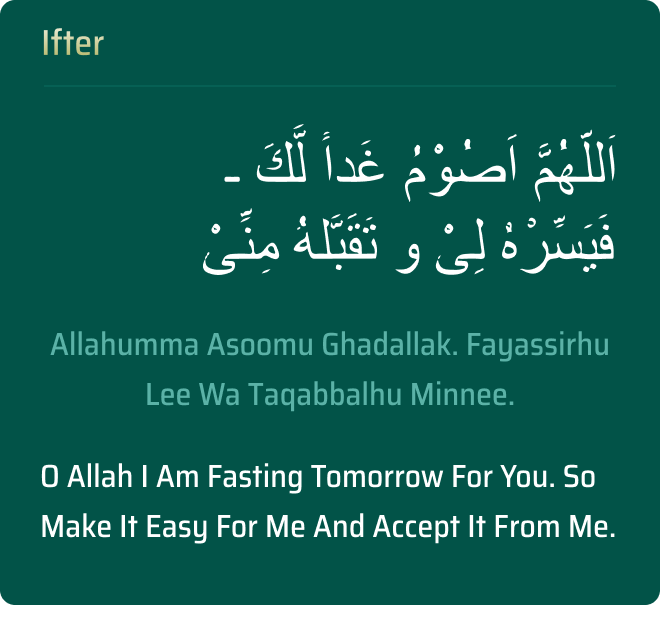 Ifter
اَللّٰهُمَّ اَصُوْمُ غَداً لَّكَ ـ
فَيَسِّرْهُ لِىْ و تَقَبَّلهُ مِنِّىْ
Allahumma Asoomu Ghadallak. Fayassirhu
Lee Wa Taqabbalhu Minnee.
O Allah I Am Fasting Tomorrow For You. So
Make It Easy For Me And Accept It From Me.